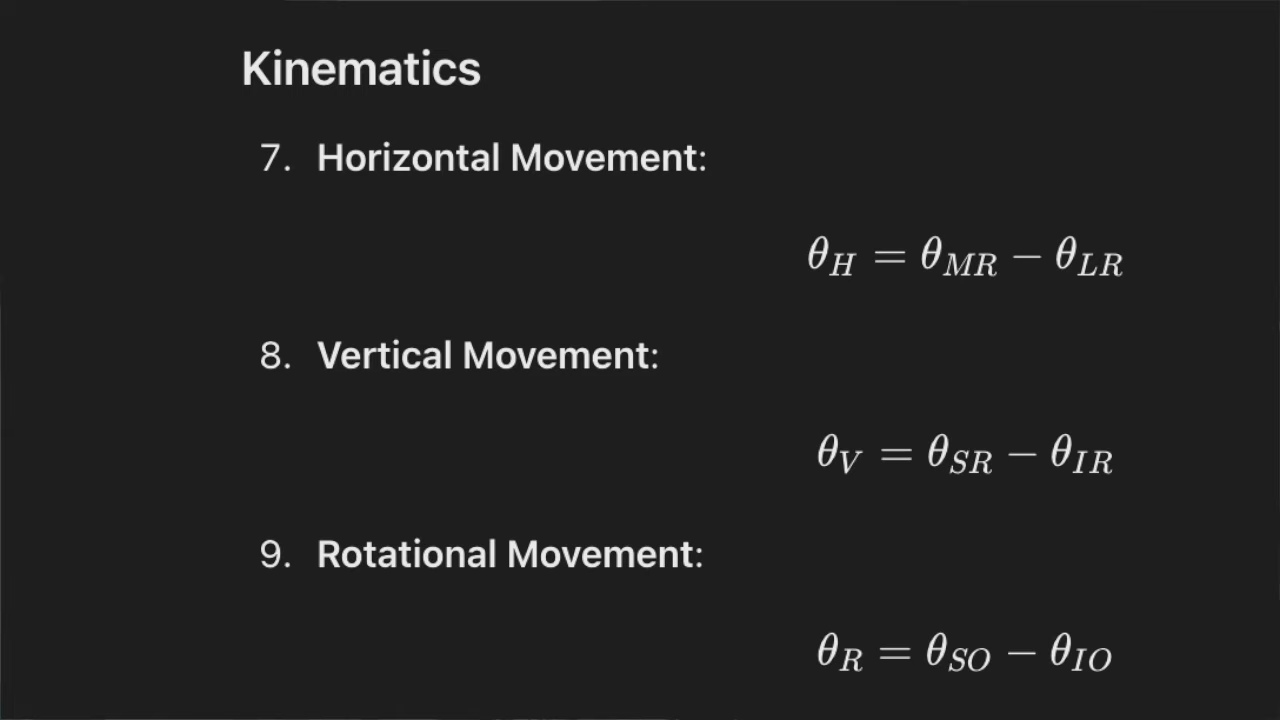 Kinematics
7. Horizontal Movement:
θ_H = θ_MR − θ_LR
8. Vertical Movement:
θ_V = θ_SR − θ_IR
9. Rotational Movement:
θ_R = θ_SO − θ_IO